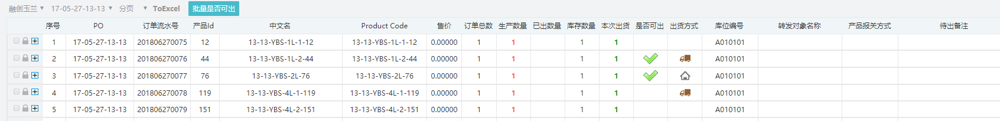 融创玉兰 17-05-27-13-13 分页 ToExcel 批量是否可出
序号 PO 订单流水号 产品Id 中文名 Product Code 售价 订单总数 生产数量 已出数量 库存数量 本次出货 是否可出 出货方式 库位编号 转发对象名称 产品报关方式 待出备注
1 17-05-27-13-13 201806270075 12 13-13-YBS-1L-1-12 13-13-YBS-1L-1-12 0.00000 1 1 1 1 A010101
2 17-05-27-13-13 201806270076 44 13-13-YBS-1L-2-44 13-13-YBS-1L-2-44 0.00000 1 1 1 1 A010101
3 17-05-27-13-13 201806270077 76 13-13-YBS-2L-76 13-13-YBS-2L-76 0.00000 1 1 1 1 A010101
4 17-05-27-13-13 201806270078 119 13-13-YBS-4L-1-119 13-13-YBS-4L-1-119 0.00000 1 1 1 1 A010101
5 17-05-27-13-13 201806270079 151 13-13-YBS-4L-2-151 13-13-YBS-4L-2-151 0.00000 1 1 1 1 A010101